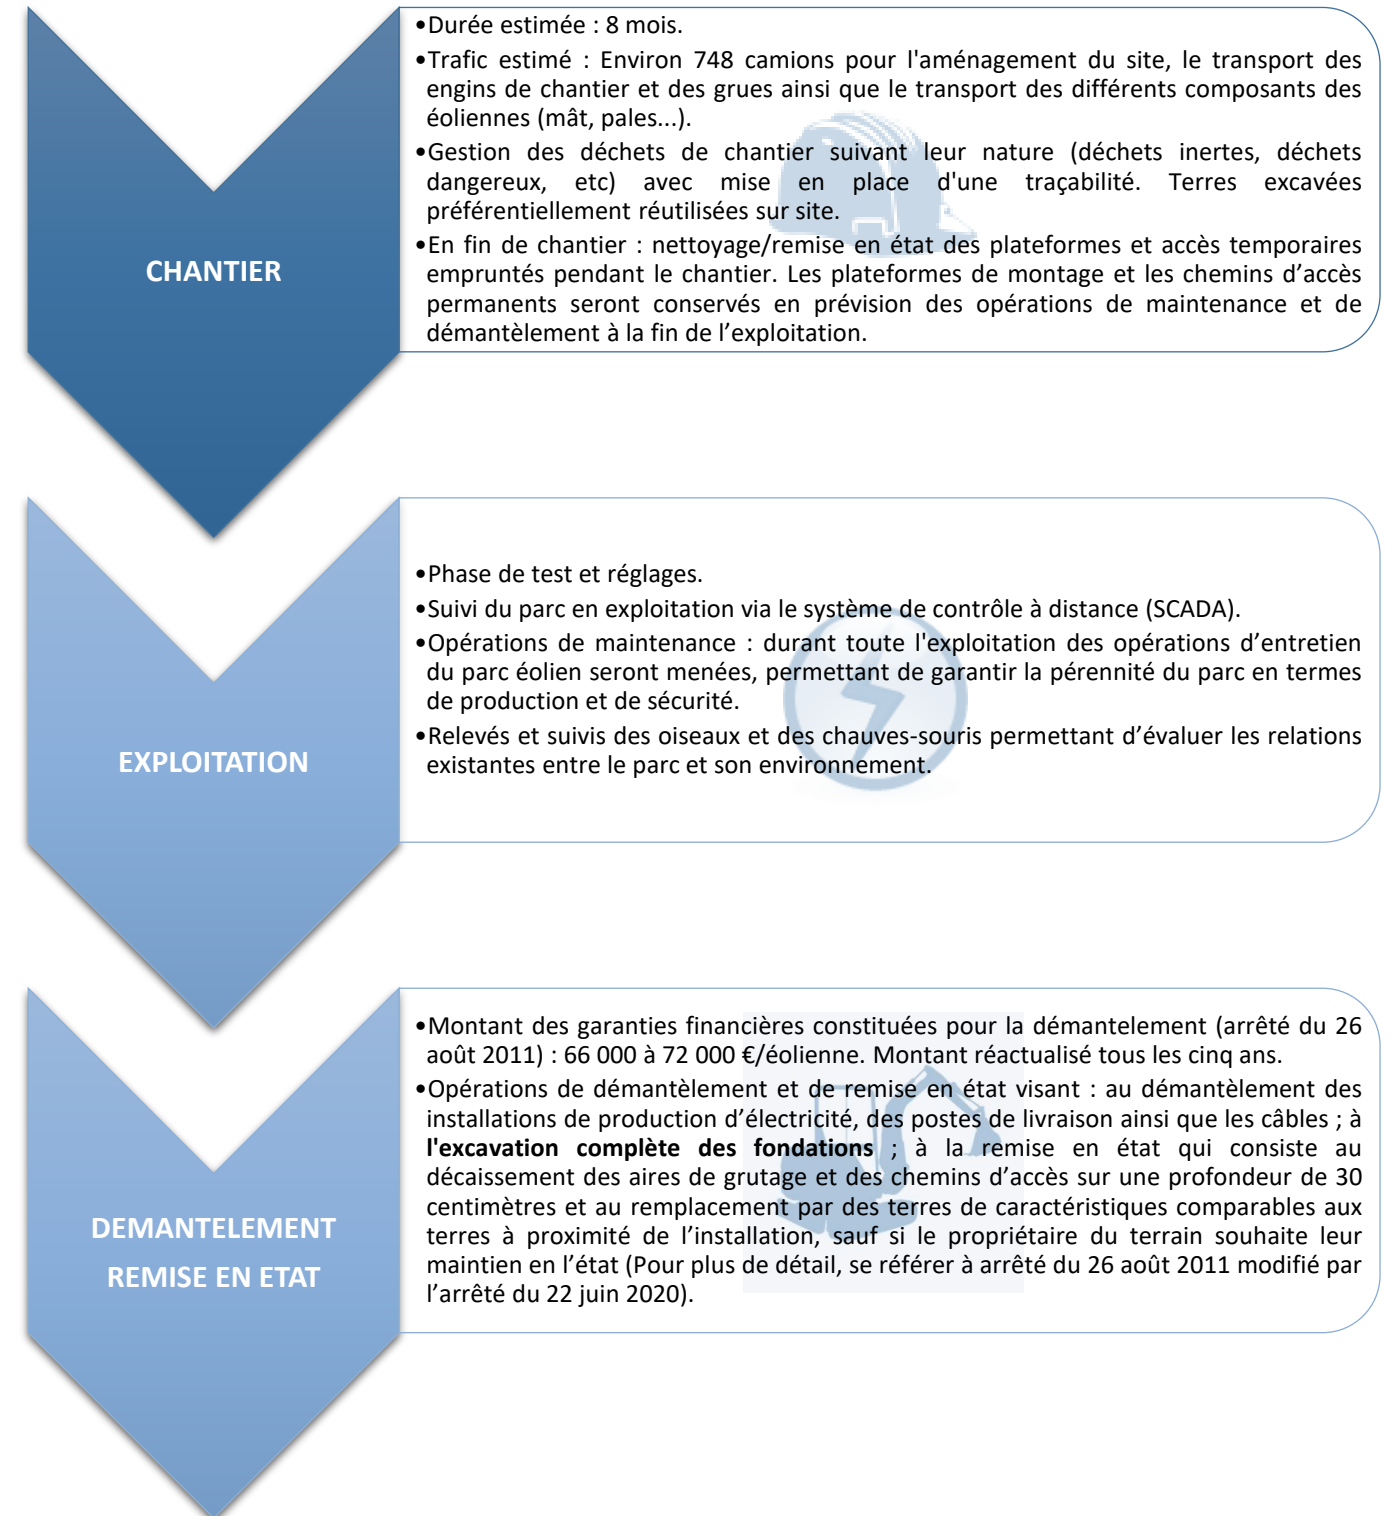 CHANTIER
•Durée estimée : 8 mois.
•Trafic estimé : Environ 748 camions pour l'aménagement du site, le transport des
engins de chantier et des grues ainsi que le transport des différents composants des
éoliennes (mât, pales...).
•Gestion des déchets de chantier suivant leur nature (déchets inertes, déchets
dangereux, etc) avec mise en place d'une traçabilité. Terres excavées
préférentiellement réutilisées sur site.
•En fin de chantier : nettoyage/remise en état des plateformes et accès temporaires
empruntés pendant le chantier. Les plateformes de montage et les chemins d’accès
permanents seront conservés en prévision des opérations de maintenance et de
démantèlement à la fin de l’exploitation.
EXPLOITATION
•Phase de test et réglages.
•Suivi du parc en exploitation via le système de contrôle à distance (SCADA).
•Opérations de maintenance : durant toute l'exploitation des opérations d’entretien
du parc éolien seront menées, permettant de garantir la pérennité du parc en termes
de production et de sécurité.
•Relevés et suivis des oiseaux et des chauves-souris permettant d’évaluer les relations
existantes entre le parc et son environnement.
DEMANTELEMENT
REMISE EN ETAT
•Montant des garanties financières constituées pour la démantelement (arrêté du 26
août 2011) : 66 000 à 72 000 €/éolienne. Montant réactualisé tous les cinq ans.
•Opérations de démantèlement et de remise en état visant : au démantèlement des
installations de production d’électricité, des postes de livraison ainsi que les câbles ; à
l'excavation complète des fondations ; à la remise en état qui consiste au
décaissement des aires de grutage et des chemins d’accès sur une profondeur de 30
centimètres et au remplacement par des terres de caractéristiques comparables aux
terres à proximité de l’installation, sauf si le propriétaire du terrain souhaite leur
maintien en l’état (Pour plus de détail, se référer à arrêté du 26 août 2011 modifié par
l’arrêté du 22 juin 2020).